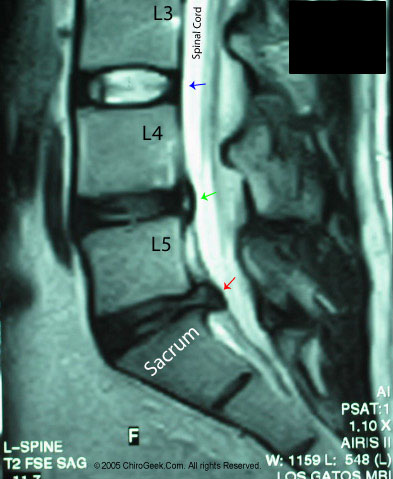 L3
Spinal Cord
L4
L5
Sacrum
F
AI
PSAT:1
1.10 X
AIRIS II
L-SPINE
T2 FSE SAG
W: 1159 L: 548 (L)
© 2005 ChiroGeek.Com. All rights Reserved.
LOS GATOS MRI